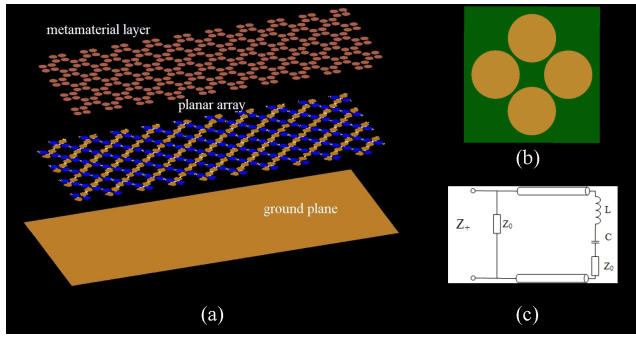 metamaterial layer
planar array
ground plane
(a)
(b)
Z+
Z0
L
C
Z0
(c)